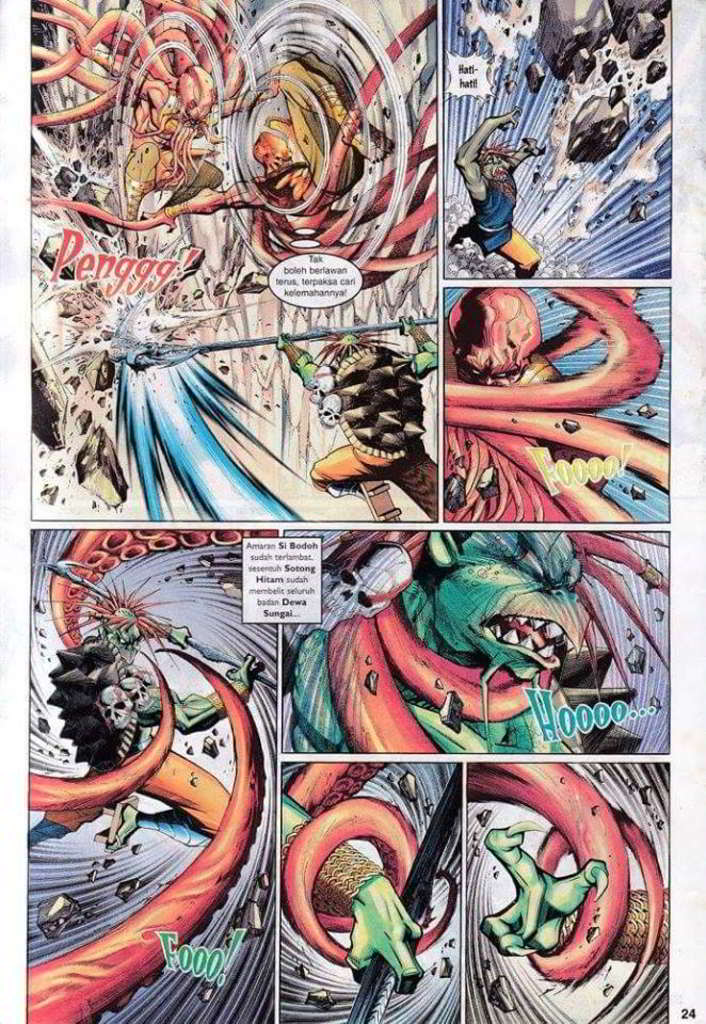 Hati-
hati!
Penggg!
Tak
boleh berlawan
terus, terpaksa cari
kelemahannya!
Foooo!
Amaran Si Bodoh
sudah terlambat,
sesentuh Sotong
Hitam sudah
membelit seluruh
badan Dewa
Sungai...
Hoooo...
Fooo!
24